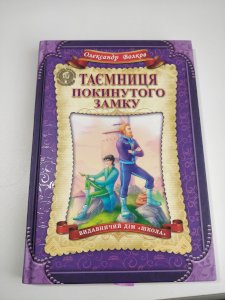 Олександр Волков
ТАЄМНИЦЯ
ПОКИНУТОГО
ЗАМКУ
ВИДАВНИЧИЙ ДІМ «ШКОЛА»